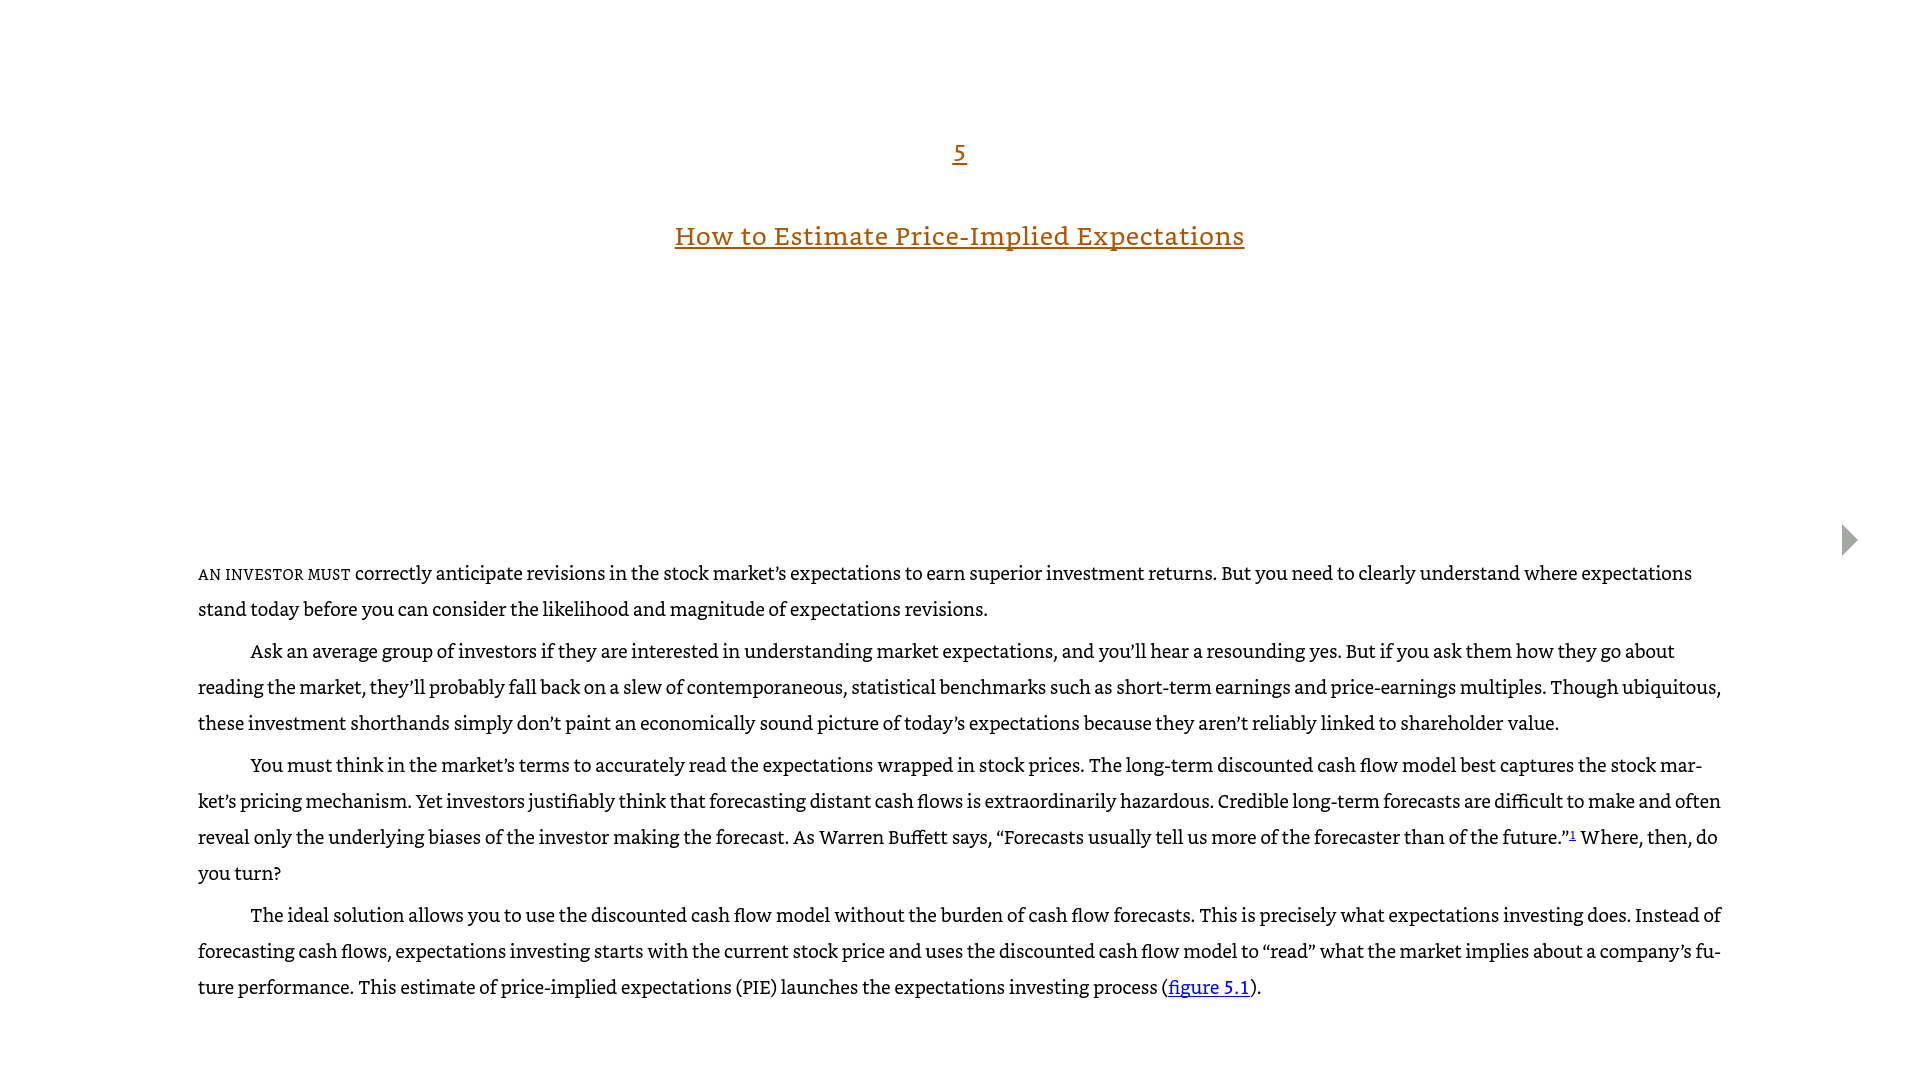 5
How to Estimate Price-Implied Expectations
AN INVESTOR MUST correctly anticipate revisions in the stock market’s expectations to earn superior investment returns. But you need to clearly understand where expectations
stand today before you can consider the likelihood and magnitude of expectations revisions.
Ask an average group of investors if they are interested in understanding market expectations, and you’ll hear a resounding yes. But if you ask them how they go about
reading the market, they’ll probably fall back on a slew of contemporaneous, statistical benchmarks such as short-term earnings and price-earnings multiples. Though ubiquitous,
these investment shorthands simply don’t paint an economically sound picture of today’s expectations because they aren’t reliably linked to shareholder value.
You must think in the market’s terms to accurately read the expectations wrapped in stock prices. The long-term discounted cash flow model best captures the stock mar-
ket’s pricing mechanism. Yet investors justifiably think that forecasting distant cash flows is extraordinarily hazardous. Credible long-term forecasts are difficult to make and often
reveal only the underlying biases of the investor making the forecast. As Warren Buffett says, “Forecasts usually tell us more of the forecaster than of the future.”1 Where, then, do
you turn?
The ideal solution allows you to use the discounted cash flow model without the burden of cash flow forecasts. This is precisely what expectations investing does. Instead of
forecasting cash flows, expectations investing starts with the current stock price and uses the discounted cash flow model to “read” what the market implies about a company’s fu-
ture performance. This estimate of price-implied expectations (PIE) launches the expectations investing process (figure 5.1).